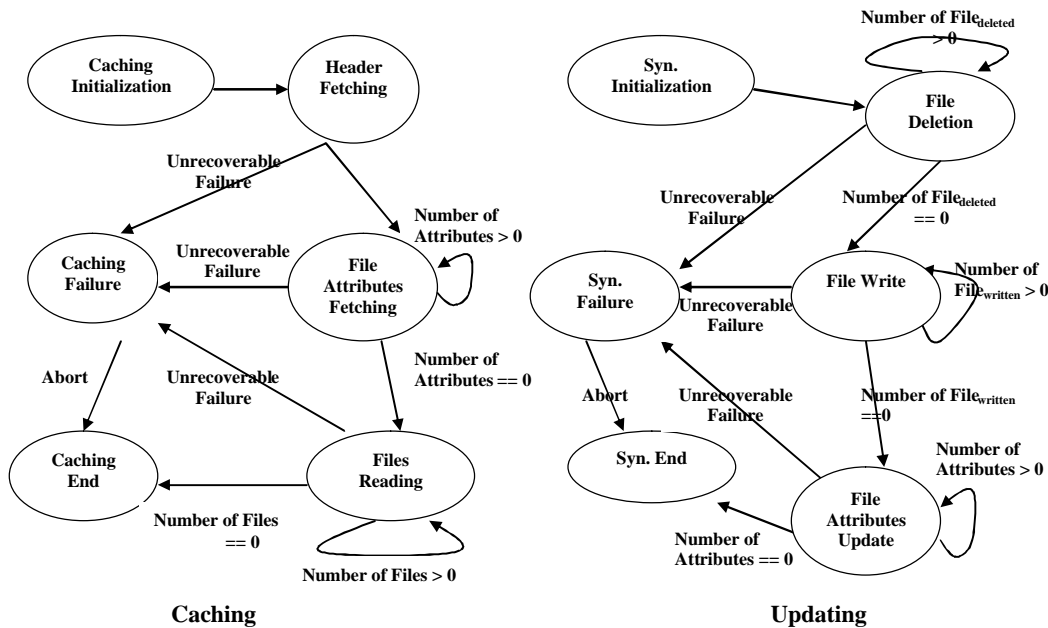 Caching
Initialization
Header
Fetching
Unrecoverable
Failure
Number of
Attributes > 0
Caching
Failure
Unrecoverable
Failure
File
Attributes
Fetching
Abort
Unrecoverable
Failure
Number of
Attributes == 0
Caching
End
Files
Reading
Number of Files
== 0
Number of Files > 0
Caching
Number of File_deleted
> 0
Syn.
Initialization
File
Deletion
Unrecoverable
Failure
Number of File_deleted
== 0
Syn.
Failure
File Write
Number of
File_written > 0
Unrecoverable
Failure
Abort
Unrecoverable
Failure
Number of File_written
==0
Syn. End
Number of
Attributes > 0
File
Attributes
Update
Number of
Attributes == 0
Updating